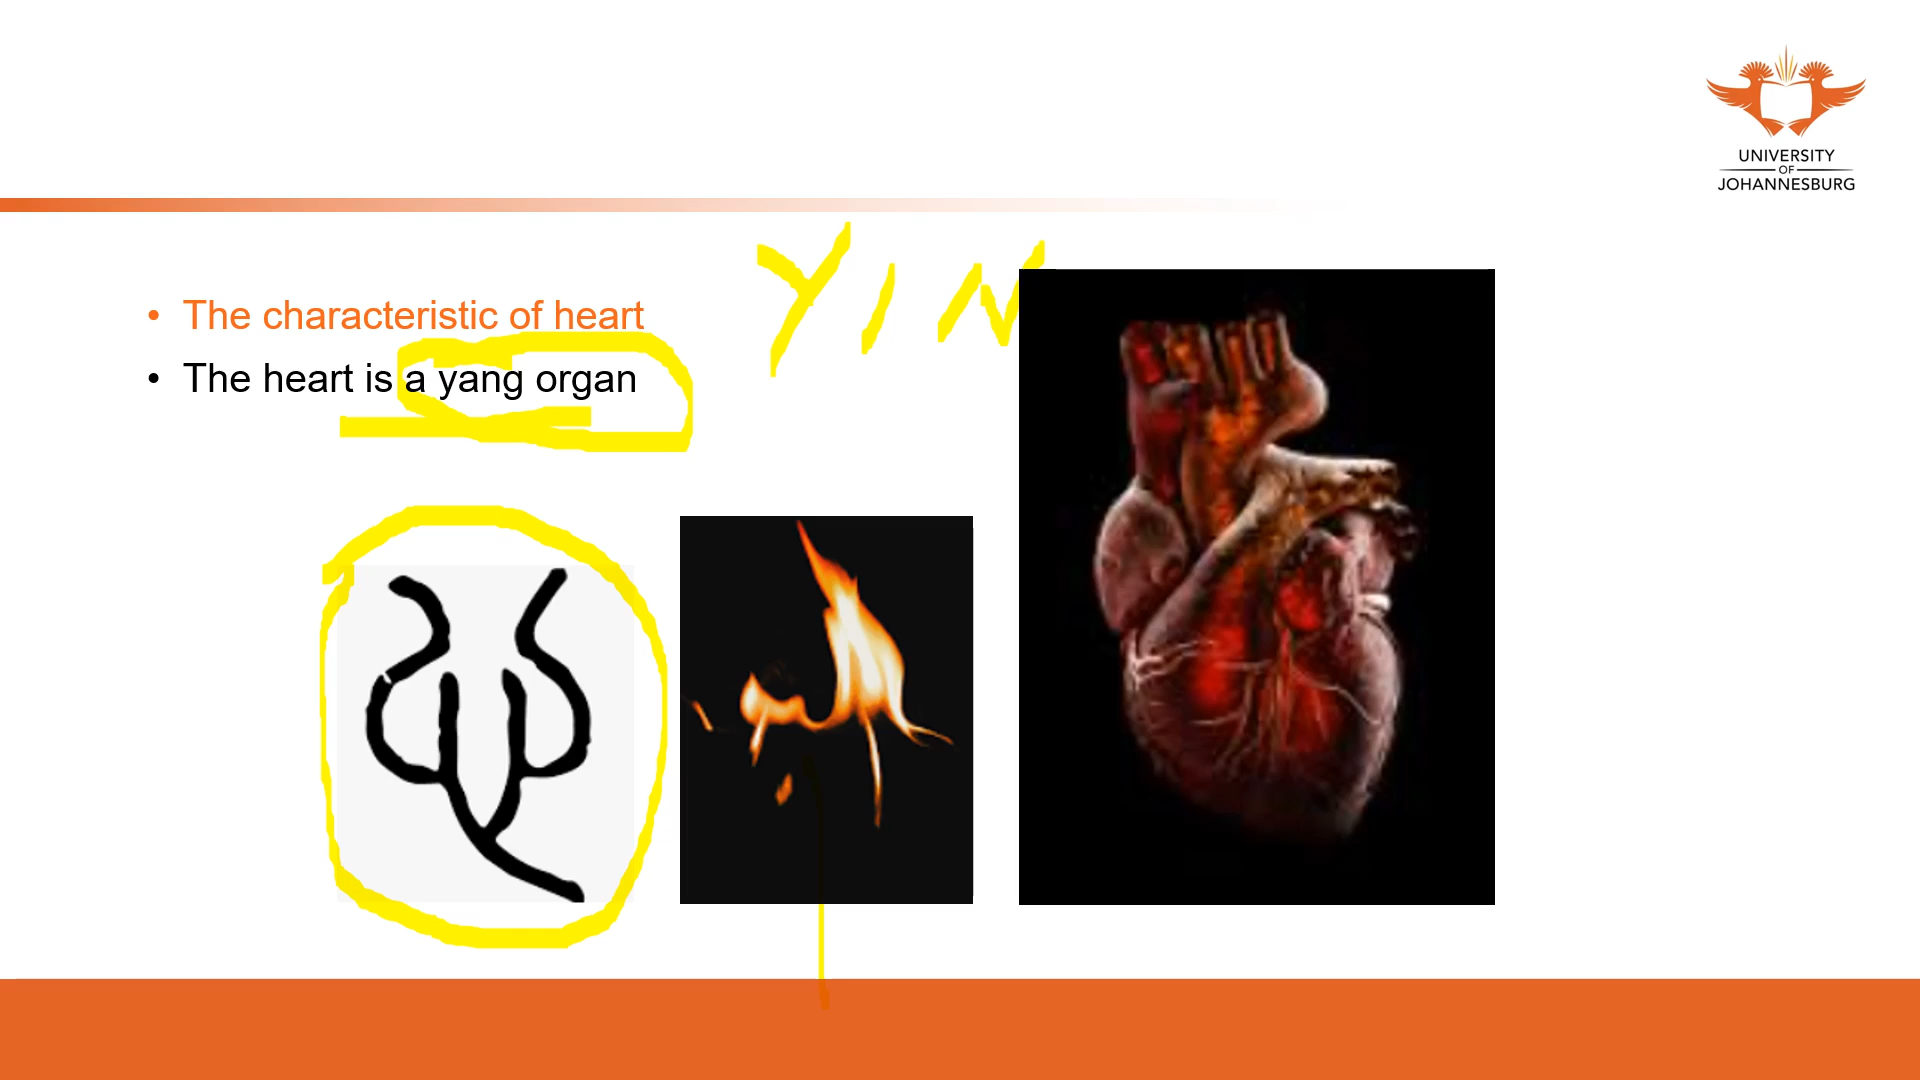 UNIVERSITY
OF
JOHANNESBURG
YIN
• The characteristic of heart
• The heart is a yang organ